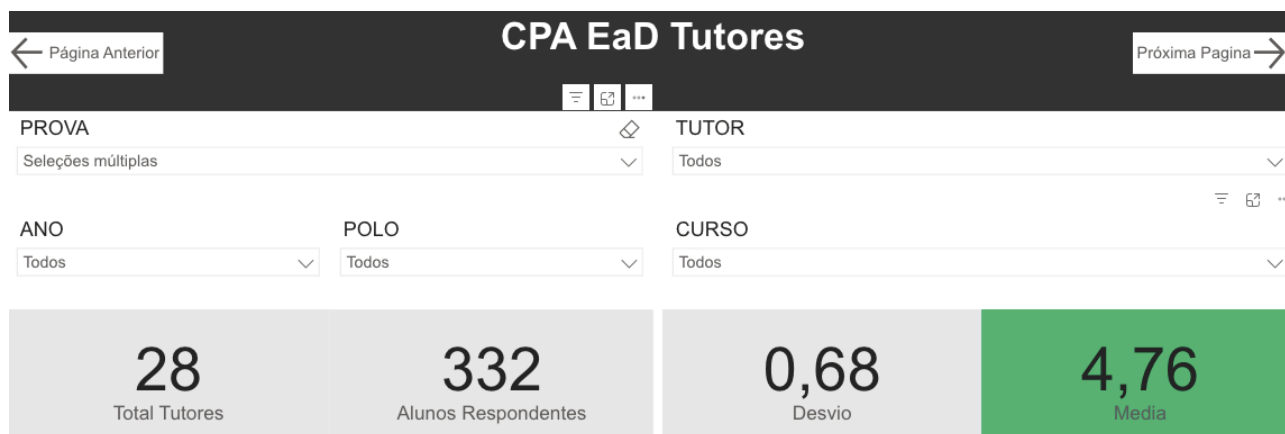 CPA EaD Tutores
Página Anterior
Próxima Pagina
PROVA
Seleções múltiplas
TUTOR
Todos
ANO
Todos
POLO
Todos
CURSO
Todos
28
Total Tutores
332
Alunos Respondentes
0,68
Desvio
4,76
Media